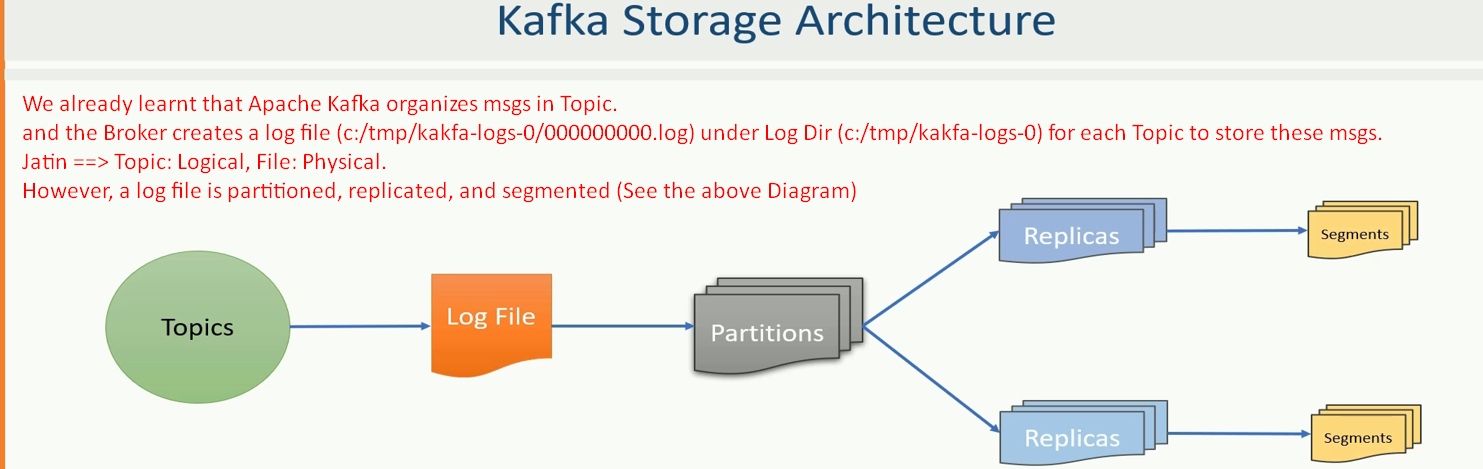 Kafka Storage Architecture
We already learnt that Apache Kafka organizes msgs in Topic.
and the Broker creates a log file (c:/tmp/kakfa-logs-0/000000000.log) under Log Dir (c:/tmp/kakfa-logs-0) for each Topic to store these msgs.
Jatin ==> Topic: Logical, File: Physical.
However, a log file is partitioned, replicated, and segmented (See the above Diagram)
Topics
Log File
Partitions
Replicas
Segments
Replicas
Segments